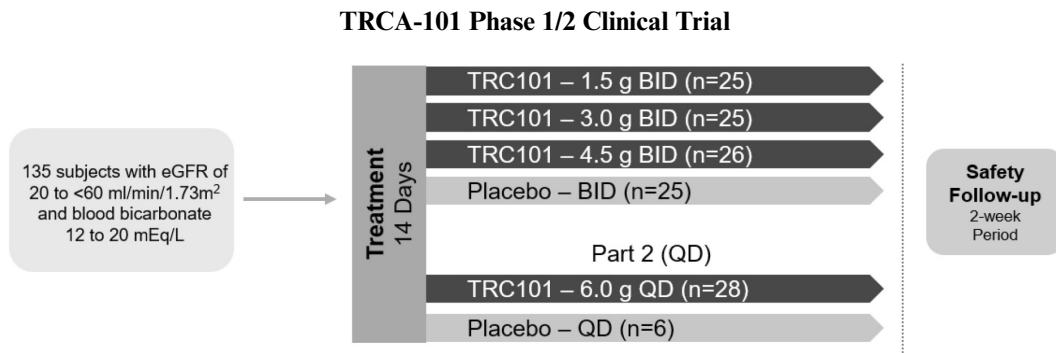 TRCA-101 Phase 1/2 Clinical Trial
135 subjects with eGFR of
20 to <60 ml/min/1.73m²
and blood bicarbonate
12 to 20 mEq/L
Treatment
14 Days
TRC101 – 1.5 g BID (n=25)
TRC101 – 3.0 g BID (n=25)
TRC101 – 4.5 g BID (n=26)
Placebo – BID (n=25)
Part 2 (QD)
TRC101 – 6.0 g QD (n=28)
Placebo – QD (n=6)
Safety
Follow-up
2-week
Period